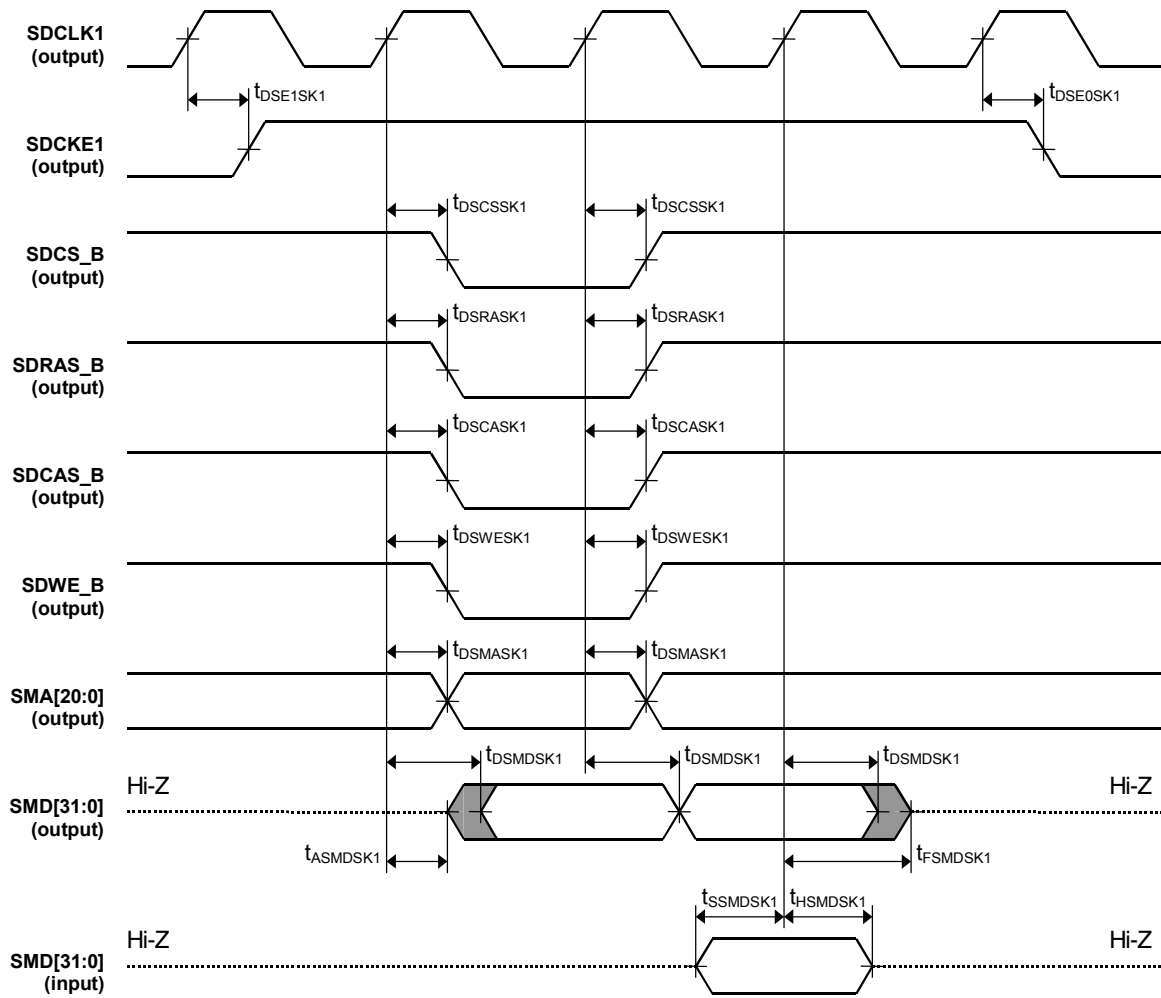 SDCLK1
(output)
tDSE1SK1
tDSE0SK1
SDCKE1
(output)
tDSCSSK1
tDSCSSK1
SDCS_B
(output)
tDSRASK1
tDSRASK1
SDRAS_B
(output)
tDSCASK1
tDSCASK1
SDCAS_B
(output)
tDSWESK1
tDSWESK1
SDWE_B
(output)
tDSMASK1
tDSMASK1
SMA[20:0]
(output)
tDSMDSK1
tDSMDSK1
tDSMDSK1
Hi-Z
Hi-Z
SMD[31:0]
(output)
tASMDSK1
tFSMDSK1
tSSMDSK1
tHSMDSK1
Hi-Z
Hi-Z
SMD[31:0]
(input)